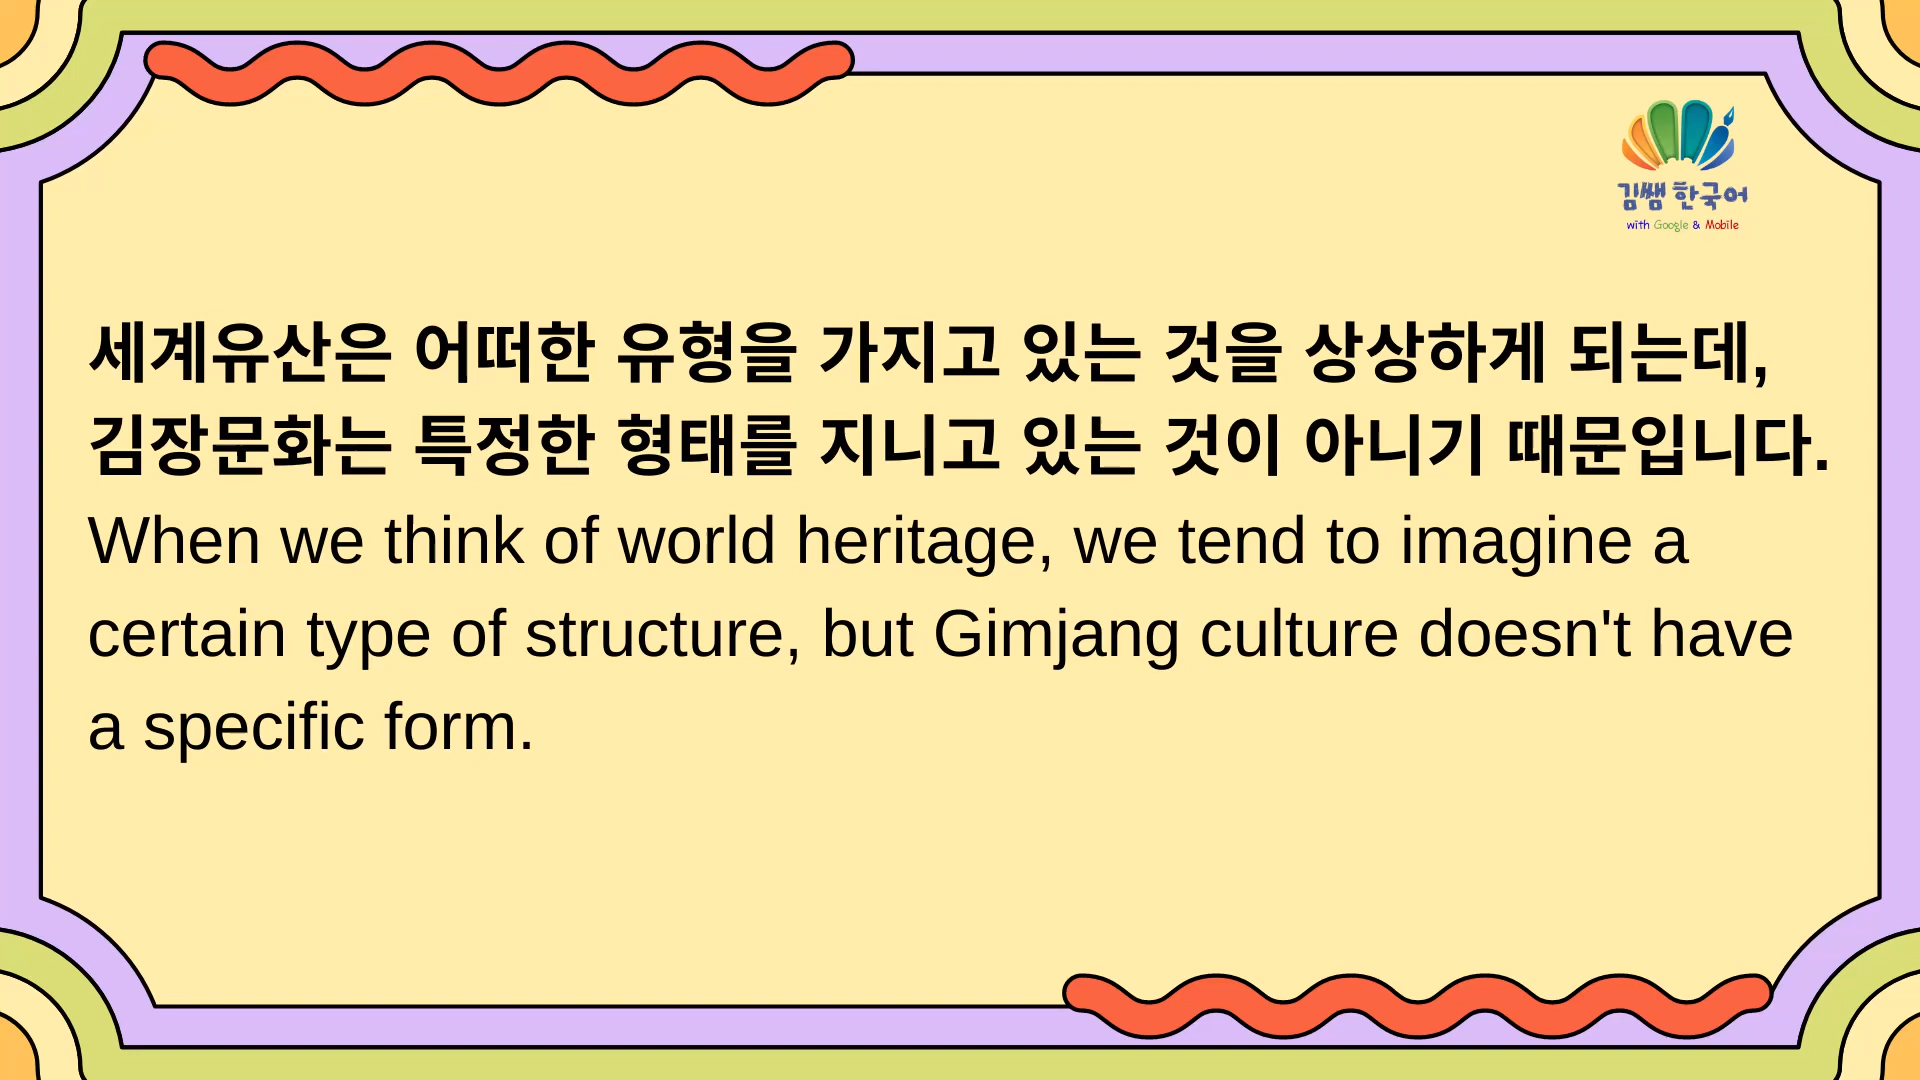 김쌤 한국어
with Google & Mobile
세계유산은 어떠한 유형을 가지고 있는 것을 상상하게 되는데,
김장문화는 특정한 형태를 지니고 있는 것이 아니기 때문입니다.
When we think of world heritage, we tend to imagine a
certain type of structure, but Gimjang culture doesn't have
a specific form.